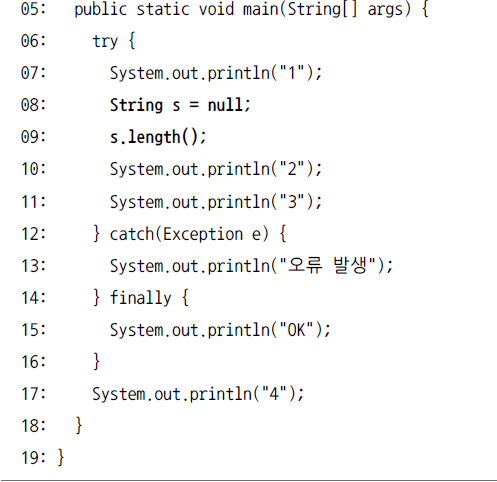 05:   public static void main(String[] args) {
06:     try {
07:       System.out.println("1");
08:       String s = null;
09:       s.length();
10:       System.out.println("2");
11:       System.out.println("3");
12:     } catch(Exception e) {
13:       System.out.println("오류 발생");
14:     } finally {
15:       System.out.println("OK");
16:     }
17:     System.out.println("4");
18:   }
19: }